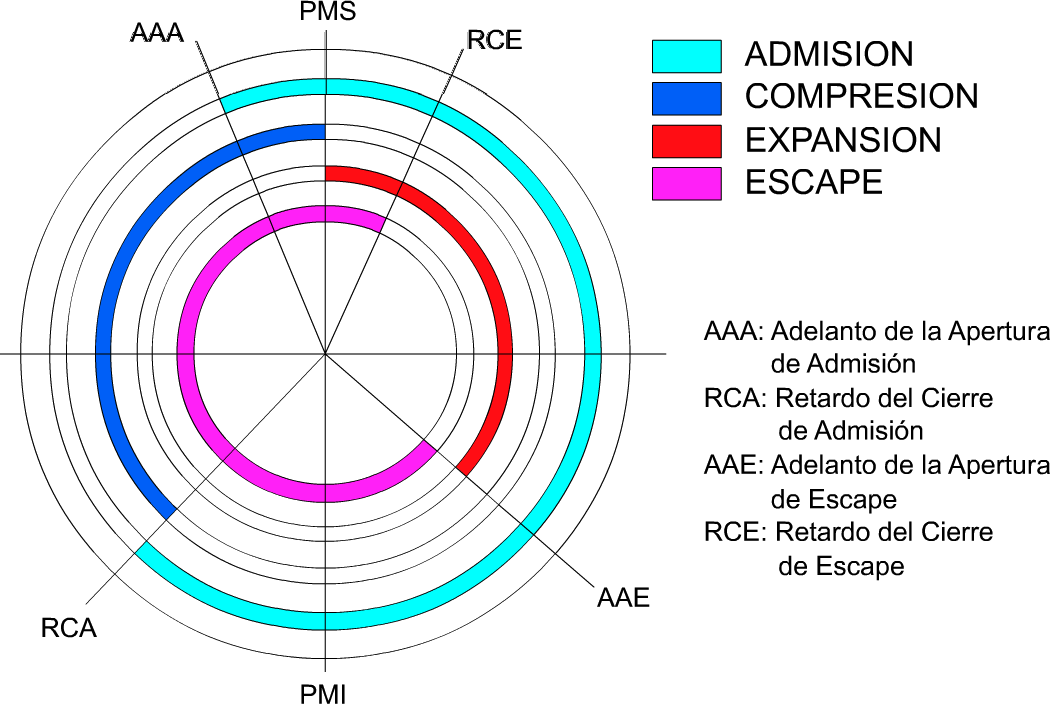 PMS
AAA
RCE
ADMISION
COMPRESION
EXPANSION
ESCAPE
AAA: Adelanto de la Apertura
de Admisión
RCA: Retardo del Cierre
de Admisión
AAE: Adelanto de la Apertura
de Escape
RCE: Retardo del Cierre
de Escape
AAE
RCA
PMI